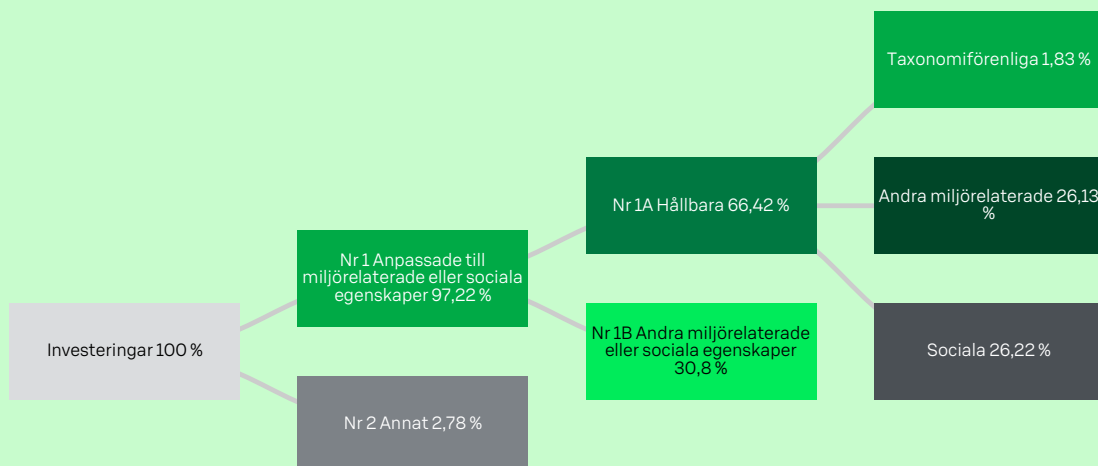 Investeringar 100 %
Nr 1 Anpassade till
miljörelaterade eller sociala
egenskaper 97,22 %
Nr 2 Annat 2,78 %
Nr 1A Hållbara 66,42 %
Nr 1B Andra miljörelaterade
eller sociala egenskaper
30,8 %
Taxonomiförenliga 1,83 %
Andra miljörelaterade 26,13
%
Sociala 26,22 %